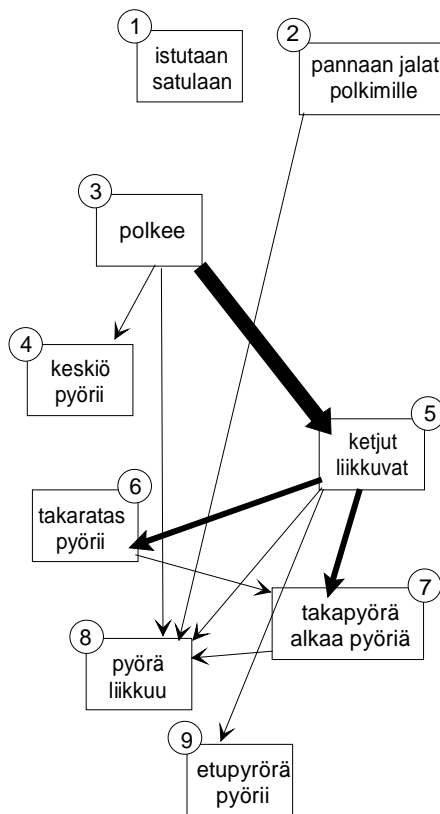 1
istutaan
satulaan
2
pannaan jalat
polkimille
3
polkee
4
keskiö
pyörii
5
ketjut
liikkuvat
6
takaratas
pyörii
7
takapyörä
alkaa pyöriä
8
pyörä
liikkuu
9
etupyrörä
pyörii